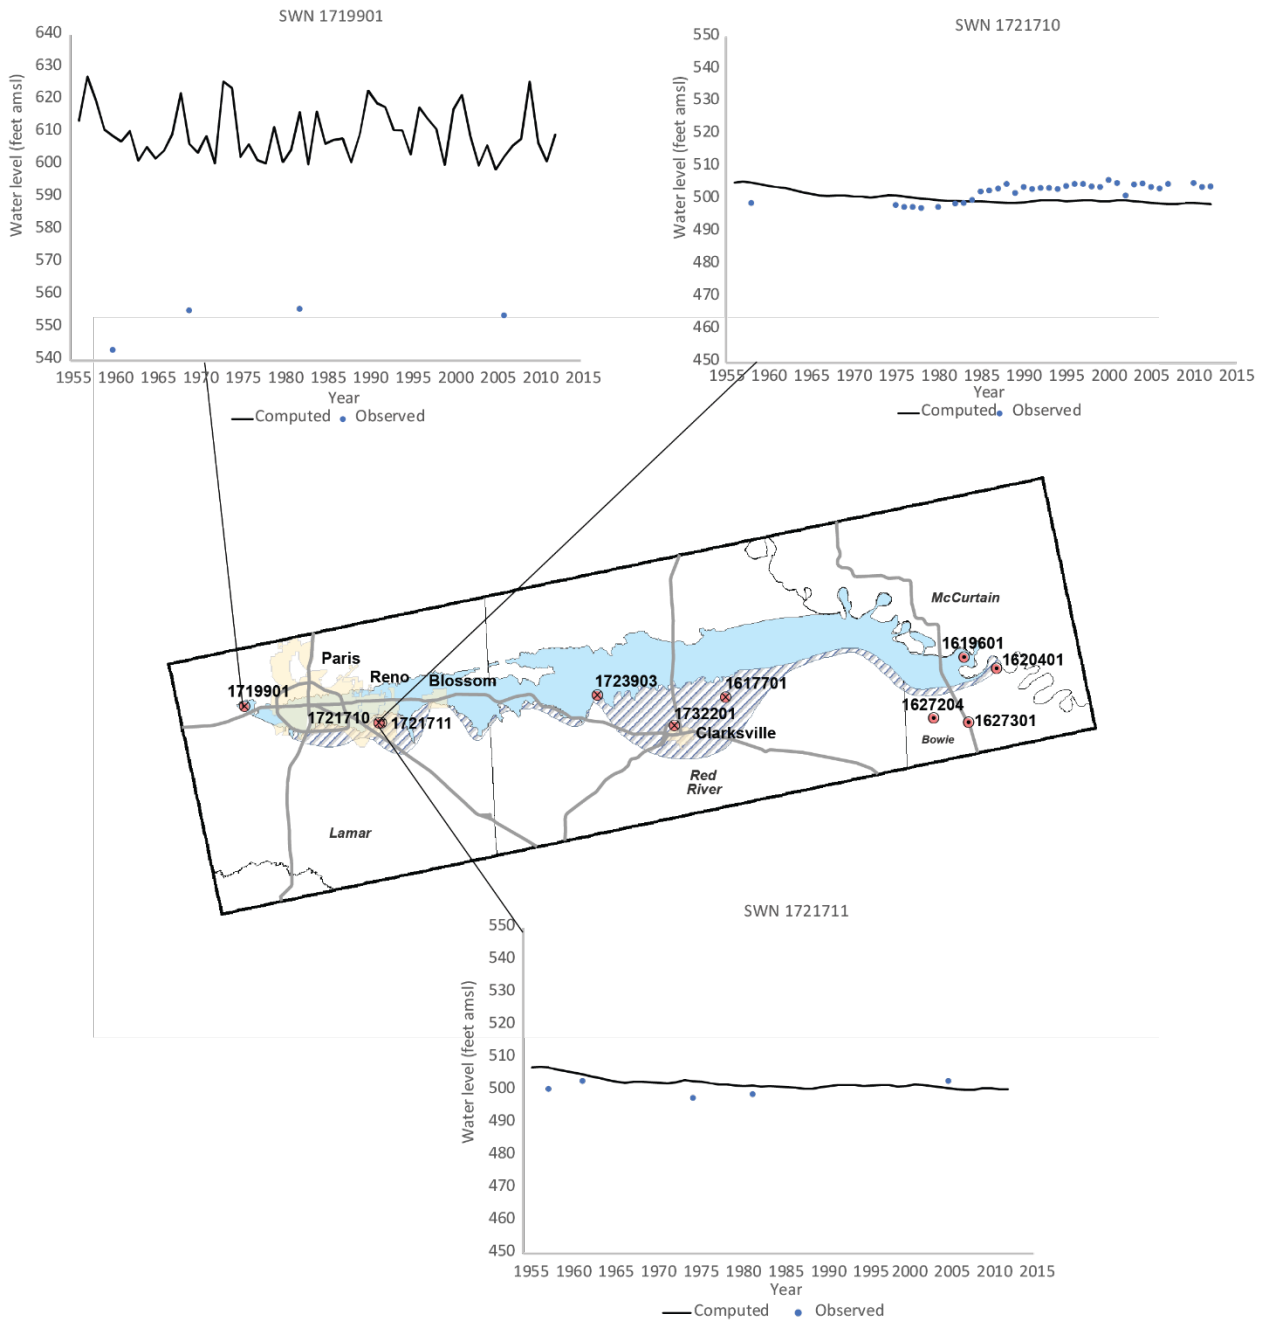 SWN 1719901
Water level (feet amsl)
640
630
620
610
600
590
580
570
560
550
540
1955 1960 1965 1970 1975 1980 1985 1990 1995 2000 2005 2010 2015
Year
Computed Observed
SWN 1721710
Water level (feet amsl)
550
540
530
520
510
500
490
480
470
460
450
1955 1960 1965 1970 1975 1980 1985 1990 1995 2000 2005 2010 2015
Year
Computed Observed
McCurtain
1619601
Paris
1620401
Reno
Blossom
1723903
1617701
1719901
1627204
1721710
1721711
1732201
1627301
Clarksville
Bowie
Red
River
Lamar
SWN 1721711
Water level (feet amsl)
550
540
530
520
510
500
490
480
470
460
450
1955 1960 1965 1970 1975 1980 1985 1990 1995 2000 2005 2010 2015
Year
Computed Observed